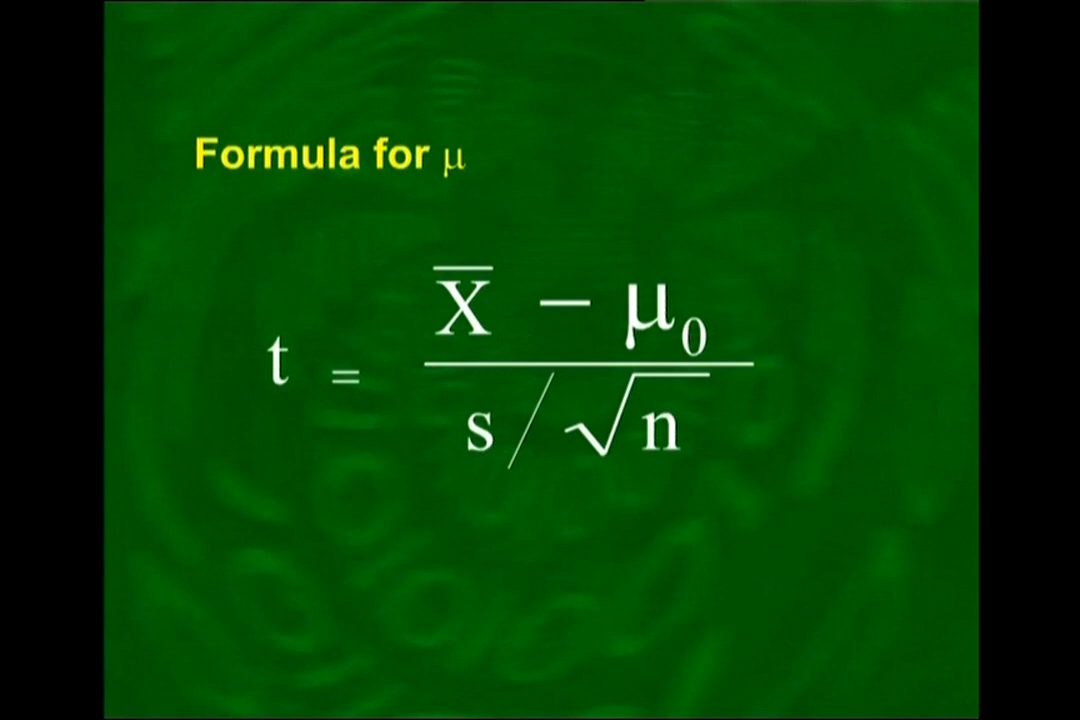 Formula for μ
t = (X̄ − μ₀) / (s / √n)